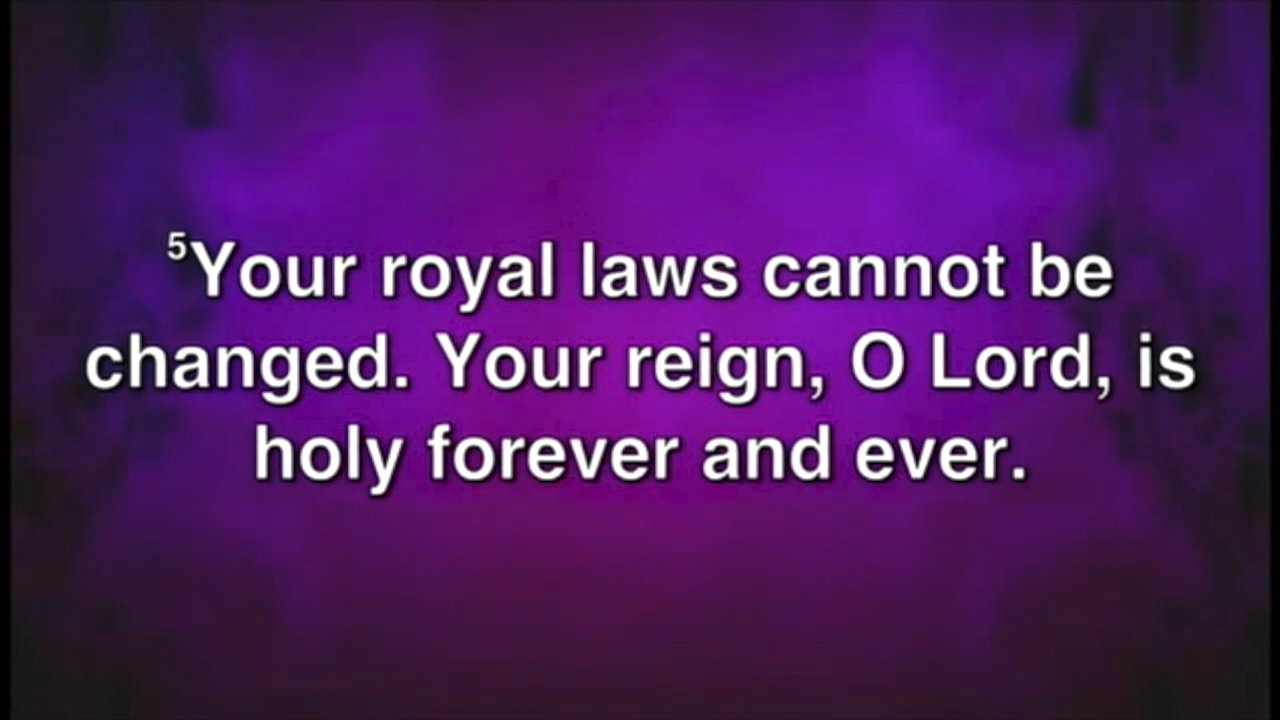 ⁵Your royal laws cannot be
changed. Your reign, O Lord, is
holy forever and ever.